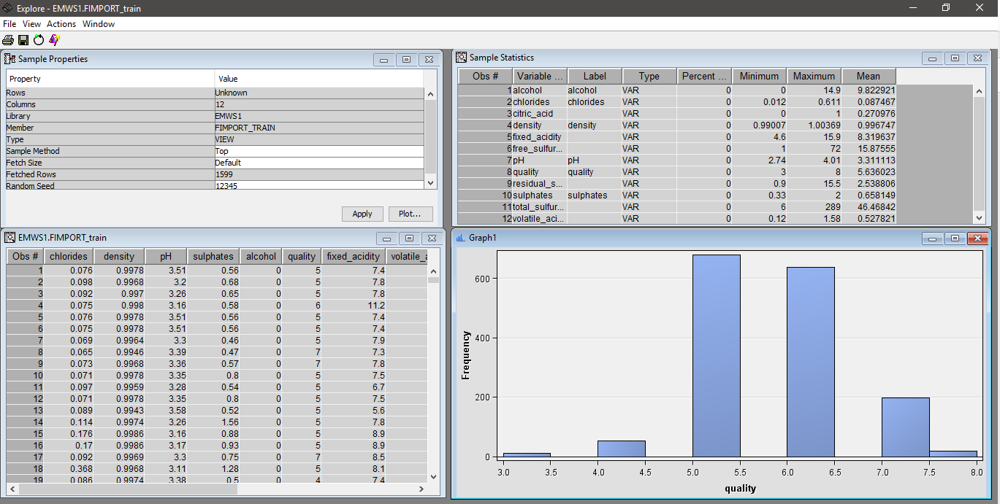 Explore - EMWS1.FIMPORT_train
File View Actions Window
Sample Properties
Property Value
Rows Unknown
Columns 12
Library EMWS1
Member FIMPORT_TRAIN
Type VIEW
Sample Method Top
Fetch Size Default
Fetched Rows 1599
Random Seed 12345
Apply Plot...
Sample Statistics
Obs # Variable ... Label Type Percent ... Minimum Maximum Mean
1 alcohol alcohol VAR 0 0 14.9 9.822921
2 chlorides chlorides VAR 0 0.012 0.611 0.087467
3 citric_acid VAR 0 0 1 0.270976
4 density density VAR 0 0.99007 1.00369 0.996747
5 fixed_acidity VAR 0 4.6 15.9 8.319637
6 free_sulfur... VAR 0 1 72 15.87555
7 pH pH VAR 0 2.74 4.01 3.311113
8 quality quality VAR 0 3 8 5.636023
9 residual_s... VAR 0 0.9 15.5 2.538806
10 sulphates sulphates VAR 0 0.33 2 0.658149
11 total_sulfur... VAR 0 6 289 46.46842
12 volatile_aci... VAR 0 0.12 1.58 0.527821
EMWS1.FIMPORT_train
Obs # chlorides density pH sulphates alcohol quality fixed_acidity volatile_a
1 0.076 0.9978 3.51 0.56 0 5 7.4
2 0.098 0.9968 3.2 0.68 0 5 7.8
3 0.092 0.997 3.26 0.65 0 5 7.8
4 0.075 0.998 3.16 0.58 0 6 11.2
5 0.076 0.9978 3.51 0.56 0 5 7.4
6 0.075 0.9978 3.51 0.56 0 5 7.4
7 0.069 0.9964 3.3 0.46 0 5 7.9
8 0.065 0.9946 3.39 0.47 0 7 7.3
9 0.073 0.9968 3.36 0.57 0 7 7.8
10 0.071 0.9978 3.35 0.8 0 5 7.5
11 0.097 0.9959 3.28 0.54 0 5 6.7
12 0.071 0.9978 3.35 0.8 0 5 7.5
13 0.089 0.9943 3.58 0.52 0 5 5.6
14 0.114 0.9974 3.26 1.56 0 5 7.8
15 0.176 0.9986 3.16 0.88 0 5 8.9
16 0.17 0.9986 3.17 0.93 0 5 8.9
17 0.092 0.9969 3.3 0.75 0 7 8.5
18 0.368 0.9968 3.11 1.28 0 5 8.1
19 0.086 0.9974 3.38 0.5 0 4 7.4
Graph1
Frequency
600
400
200
0
3.0 3.5 4.0 4.5 5.0 5.5 6.0 6.5 7.0 7.5 8.0
quality